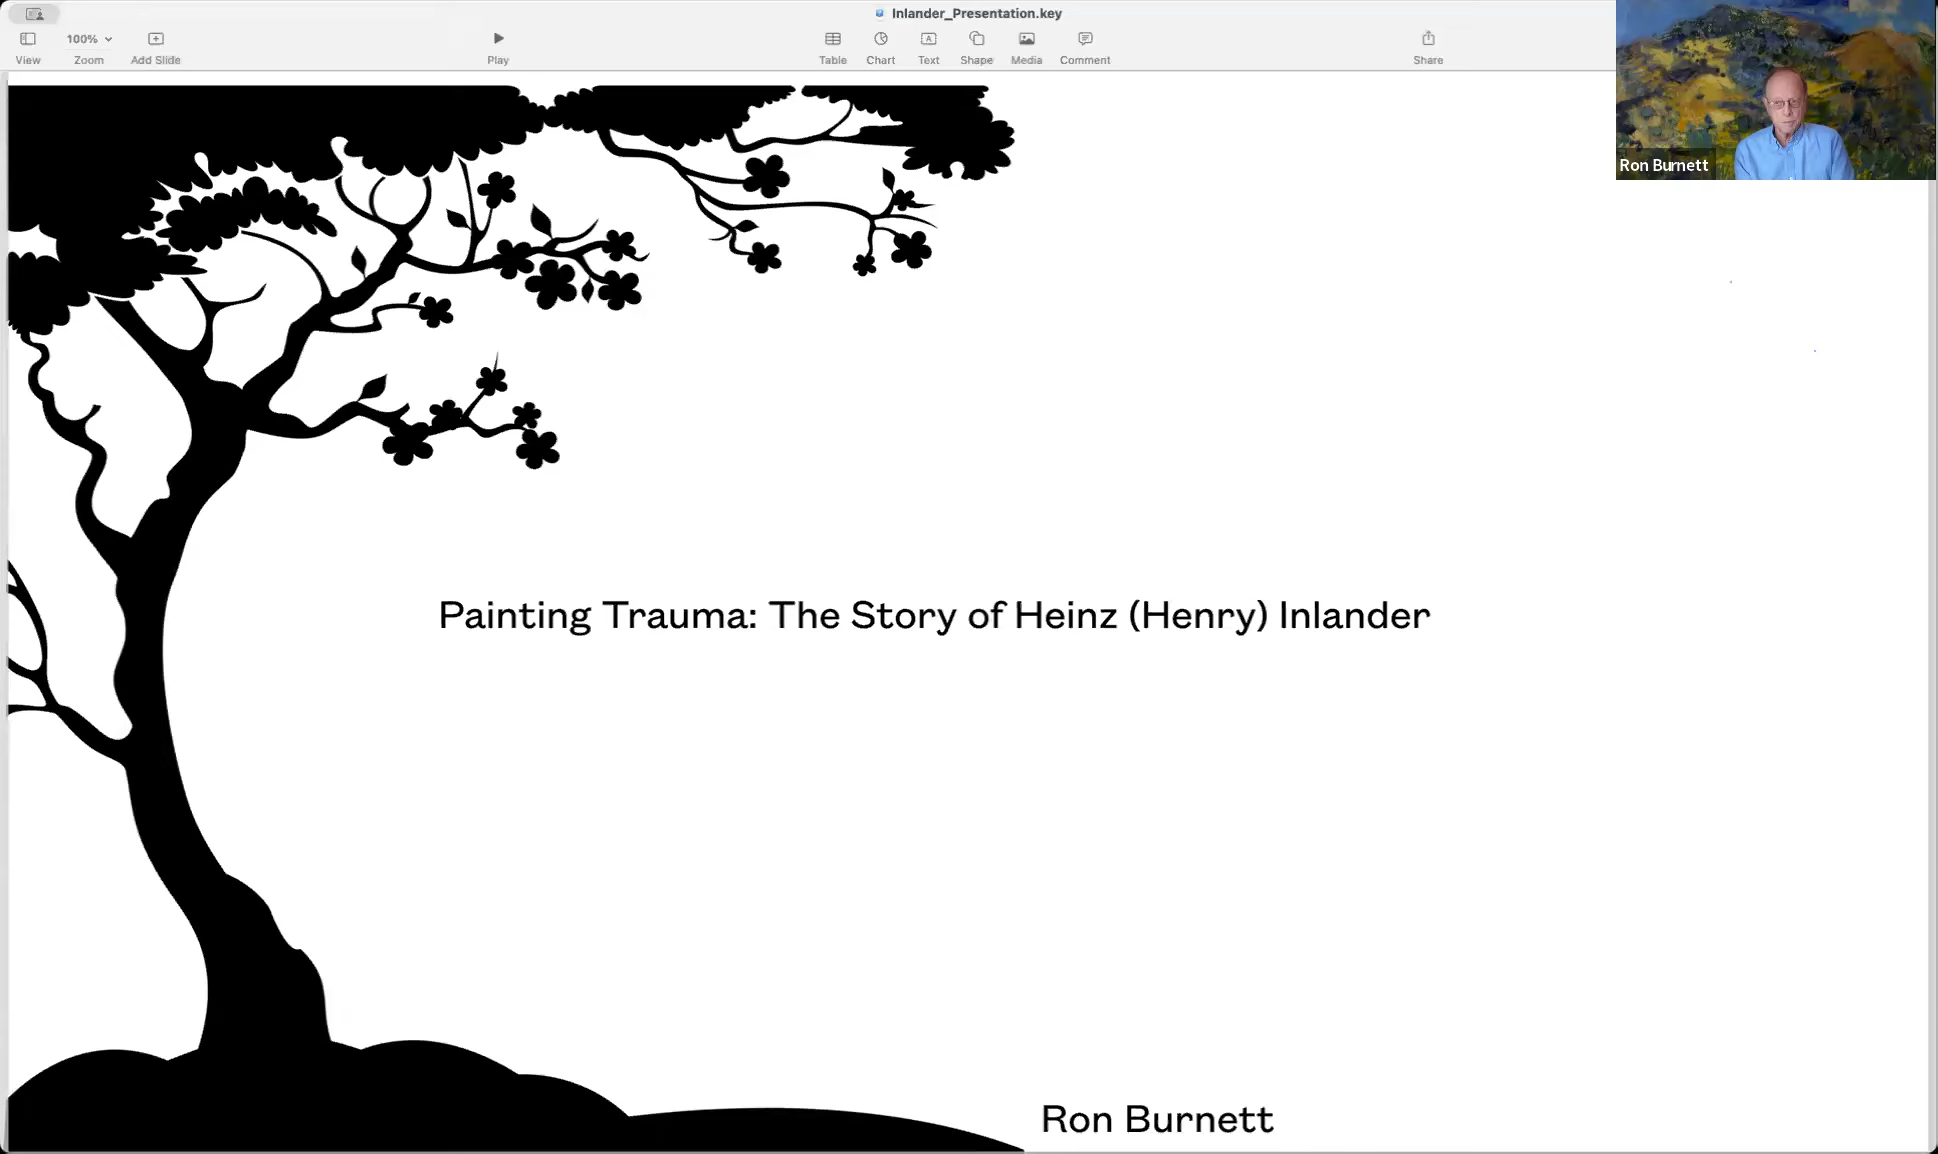 Inlander_Presentation.key
100%
View
Zoom
Add Slide
Play
Table
Chart
Text
Shape
Media
Comment
Share
Ron Burnett
Painting Trauma: The Story of Heinz (Henry) Inlander
Ron Burnett